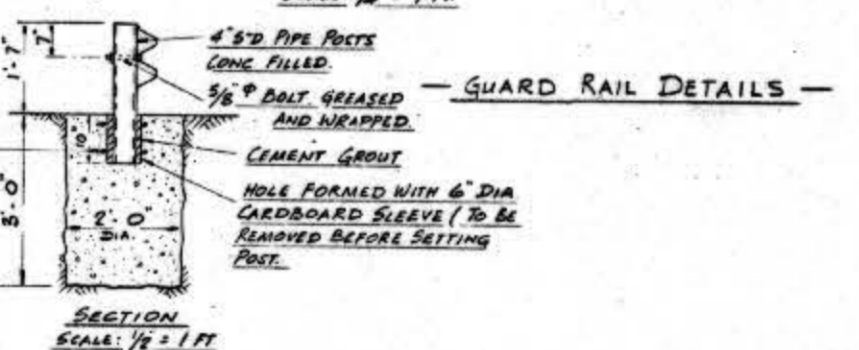 4" S-D PIPE POSTS
CONC FILLED.
5/8" φ BOLT GREASED
AND WRAPPED.
CEMENT GROUT
HOLE FORMED WITH 6" DIA
CARDBOARD SLEEVE (TO BE
REMOVED BEFORE SETTING
POST.
— GUARD RAIL DETAILS —
7"
1'-7"
10"
3'-0"
2'-0"
DIA.
SECTION
SCALE: 1/2" = 1 FT